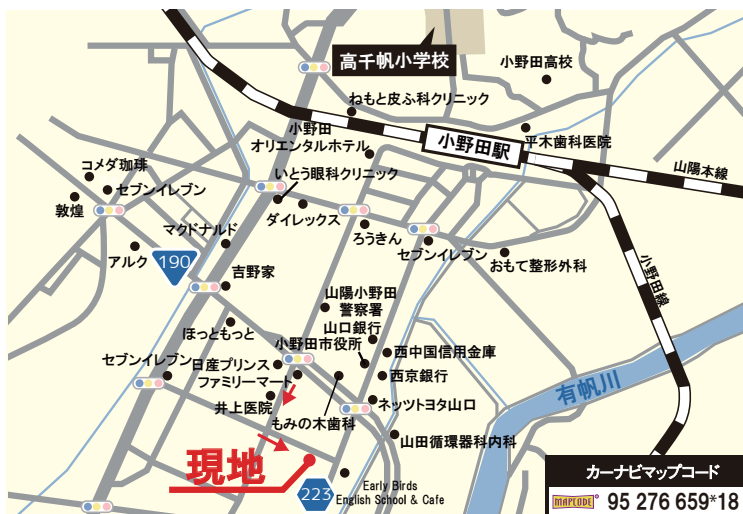 高千帆小学校
小野田高校
ねもと皮ふ科クリニック
小野田
オリエンタルホテル
小野田駅
平木歯科医院
山陽本線
コメダ珈琲
セブンイレブン
いとう眼科クリニック
敦煌
ダイレックス
マクドナルド
ろうきん
セブンイレブン
アルク
190
おもて整形外科
小野田線
吉野家
山陽小野田
警察署
ほっともっと
山口銀行
小野田市役所
西中国信用金庫
セブンイレブン
日産プリンス
ファミリーマート
西京銀行
有帆川
井上医院
もみの木歯科
ネッツトヨタ山口
山田循環器科内科
現地
223
Early Birds
English School & Cafe
カーナビマップコード
MAPCODE® 95 276 659*18